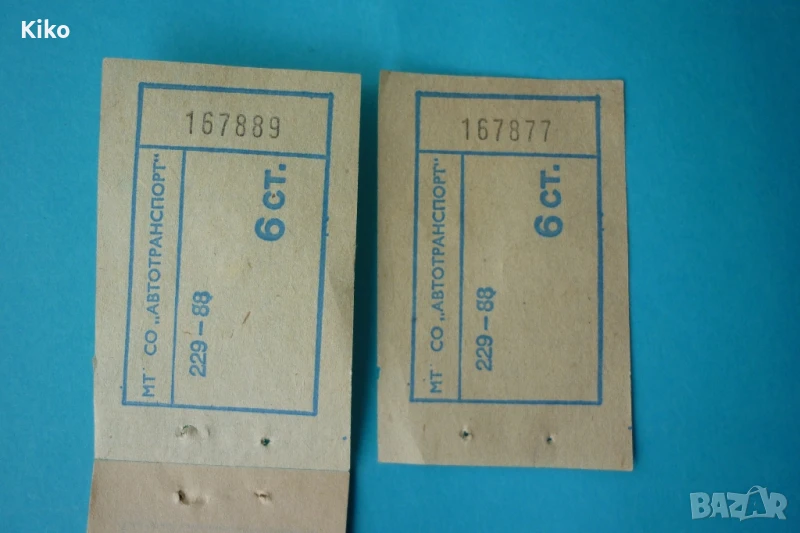 Kiko
167889
МТ СО „АВТОТРАНСПОРТ“
229 – 88
6 СТ.
167877
МТ СО „АВТОТРАНСПОРТ“
229 – 88
6 СТ.
BAZAR